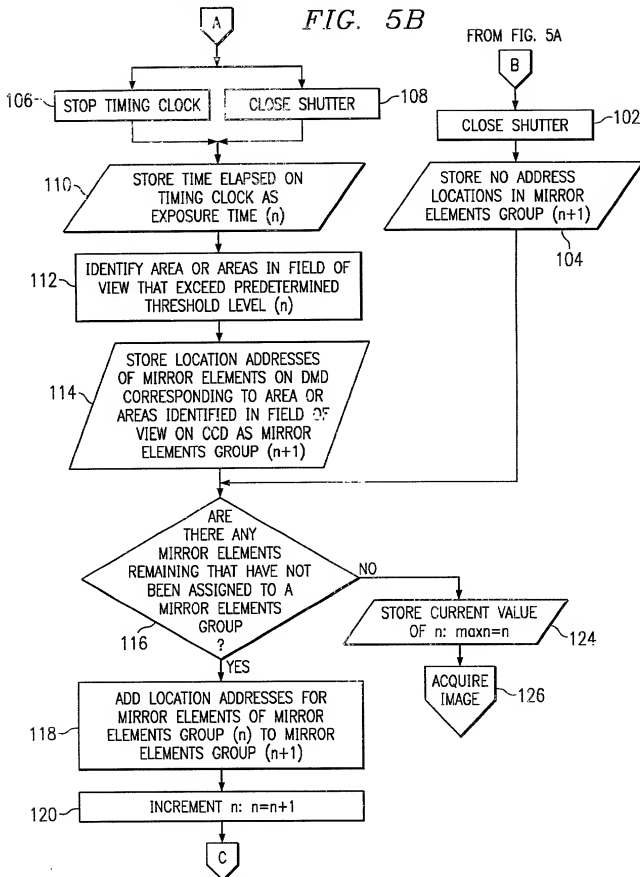 FIG. 5B
A
FROM FIG. 5A
B
106
STOP TIMING CLOCK
CLOSE SHUTTER
108
CLOSE SHUTTER
102
110
STORE TIME ELAPSED ON
TIMING CLOCK AS
EXPOSURE TIME (n)
STORE NO ADDRESS
LOCATIONS IN MIRROR
ELEMENTS GROUP (n+1)
104
112
IDENTIFY AREA OR AREAS IN FIELD OF
VIEW THAT EXCEED PREDETERMINED
THRESHOLD LEVEL (n)
114
STORE LOCATION ADDRESSES
OF MIRROR ELEMENTS ON DMD
CORRESPONDING TO AREA OR
AREAS IDENTIFIED IN FIELD OF
VIEW ON CCD AS MIRROR
ELEMENTS GROUP (n+1)
ARE
THERE ANY
MIRROR ELEMENTS
REMAINING THAT HAVE NOT
BEEN ASSIGNED TO A
MIRROR ELEMENTS
GROUP
?
116
NO
YES
STORE CURRENT VALUE
OF n: maxn=n
124
ACQUIRE
IMAGE
126
118
ADD LOCATION ADDRESSES FOR
MIRROR ELEMENTS OF MIRROR
ELEMENTS GROUP (n) TO MIRROR
ELEMENTS GROUP (n+1)
120
INCREMENT n: n=n+1
C